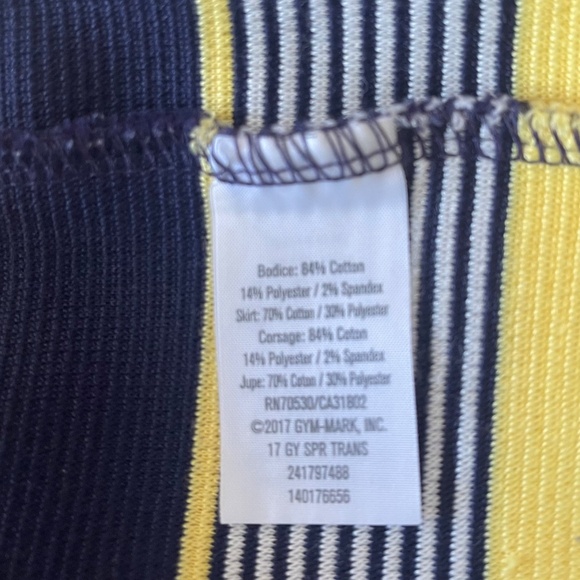 Bodice: 84% Cotton
14% Polyester / 2% Spandex
Skirt: 70% Cotton / 30% Polyester
Corsage: 84% Coton
14% Polyester / 2% Spandex
Jupe: 70% Coton / 30% Polyester
RN70530/CA31802
©2017 GYM-MARK, INC.
17 GY SPR TRANS
241797488
140176656